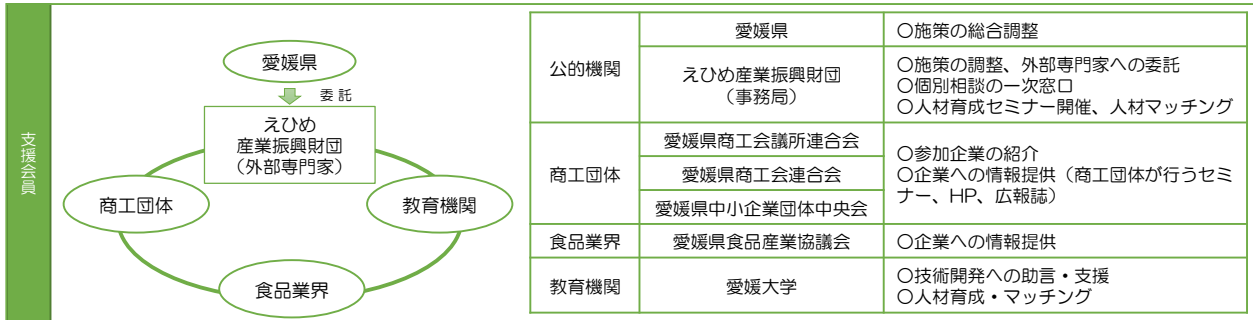 支援会員
愛媛県
委託
えひめ
産業振興財団
(外部専門家)
商工団体
教育機関
食品業界
公的機関
愛媛県
〇施策の総合調整
えひめ産業振興財団
(事務局)
〇施策の調整、外部専門家への委託
〇個別相談の一次窓口
〇人材育成セミナー開催、人材マッチング
商工団体
愛媛県商工会議所連合会
愛媛県商工会連合会
愛媛県中小企業団体中央会
〇参加企業の紹介
〇企業への情報提供(商工団体が行うセミ
ナー、HP、広報誌)
食品業界
愛媛県食品産業協議会
〇企業への情報提供
教育機関
愛媛大学
〇技術開発への助言・支援
〇人材育成・マッチング